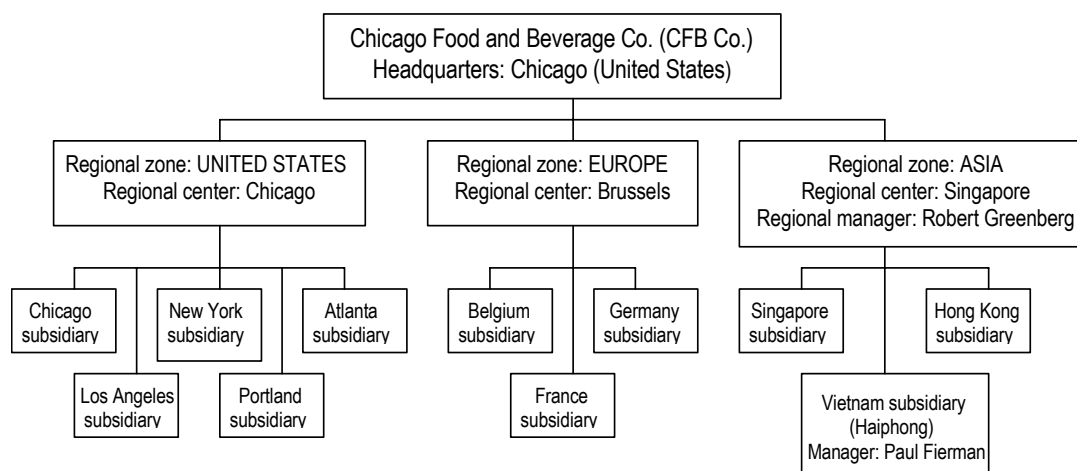 Chicago Food and Beverage Co. (CFB Co.)
Headquarters: Chicago (United States)
Regional zone: UNITED STATES
Regional center: Chicago
Regional zone: EUROPE
Regional center: Brussels
Regional zone: ASIA
Regional center: Singapore
Regional manager: Robert Greenberg
Chicago
subsidiary
New York
subsidiary
Atlanta
subsidiary
Los Angeles
subsidiary
Portland
subsidiary
Belgium
subsidiary
Germany
subsidiary
France
subsidiary
Singapore
subsidiary
Hong Kong
subsidiary
Vietnam subsidiary
(Haiphong)
Manager: Paul Fierman